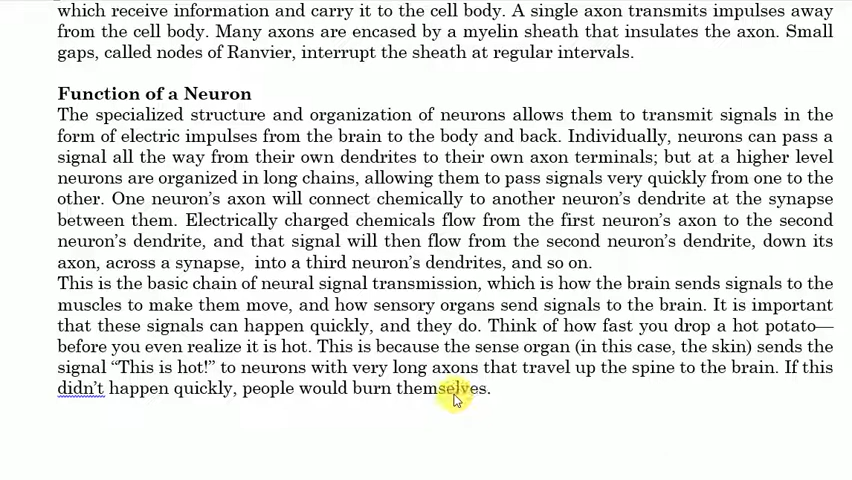 which receive information and carry it to the cell body. A single axon transmits impulses away
from the cell body. Many axons are encased by a myelin sheath that insulates the axon. Small
gaps, called nodes of Ranvier, interrupt the sheath at regular intervals.
Function of a Neuron
The specialized structure and organization of neurons allows them to transmit signals in the
form of electric impulses from the brain to the body and back. Individually, neurons can pass a
signal all the way from their own dendrites to their own axon terminals; but at a higher level
neurons are organized in long chains, allowing them to pass signals very quickly from one to the
other. One neuron’s axon will connect chemically to another neuron’s dendrite at the synapse
between them. Electrically charged chemicals flow from the first neuron’s axon to the second
neuron’s dendrite, and that signal will then flow from the second neuron’s dendrite, down its
axon, across a synapse, into a third neuron’s dendrites, and so on.
This is the basic chain of neural signal transmission, which is how the brain sends signals to the
muscles to make them move, and how sensory organs send signals to the brain. It is important
that these signals can happen quickly, and they do. Think of how fast you drop a hot potato—
before you even realize it is hot. This is because the sense organ (in this case, the skin) sends the
signal “This is hot!” to neurons with very long axons that travel up the spine to the brain. If this
didn’t happen quickly, people would burn themselves.